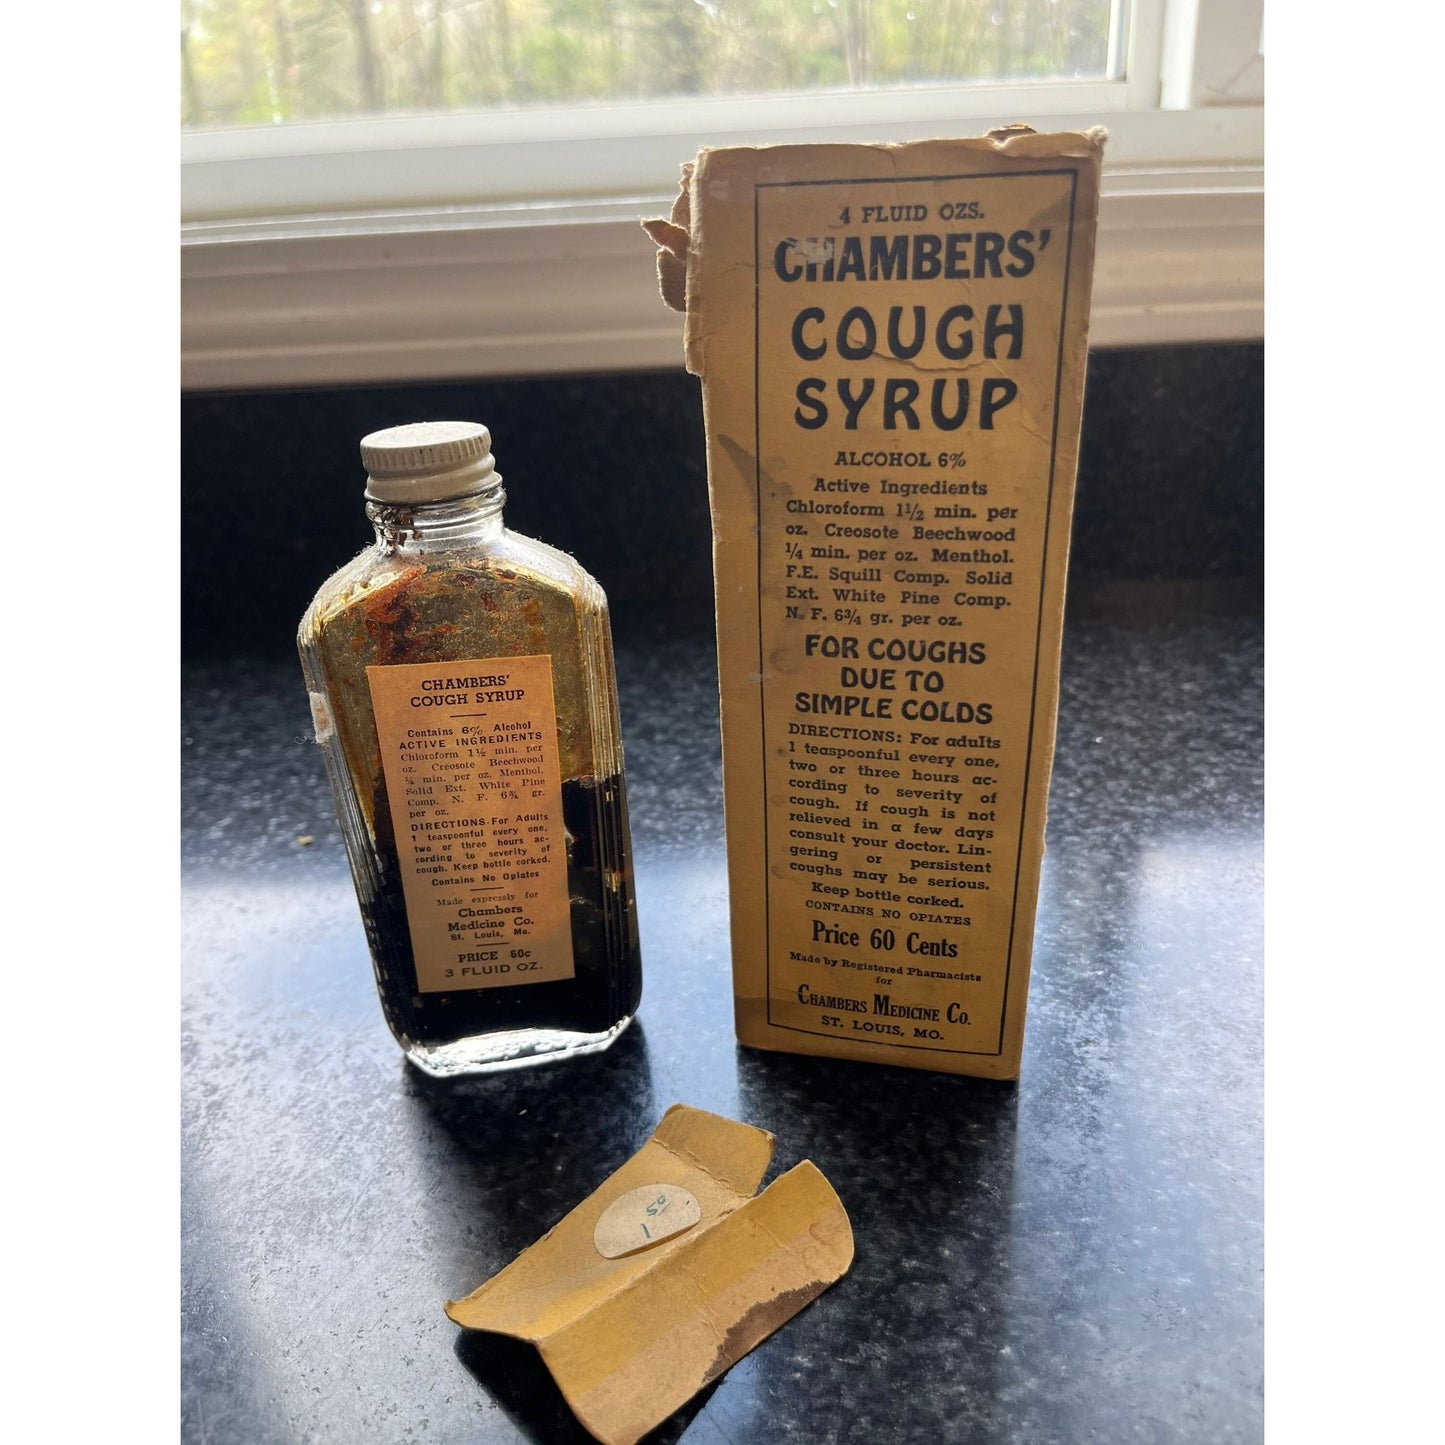 CHAMBERS'
COUGH SYRUP
Contains 6% Alcohol
ACTIVE INGREDIENTS
Chloroform 1½ min. per
oz. Creosote Beechwood
¼ min. per oz. Menthol.
Solid Ext. White Pine
Comp. N. F. 6¾ gr.
per oz.
DIRECTIONS-For Adults
1 teaspoonful every one,
two or three hours ac-
cording to severity of
cough. Keep bottle corked.
Contains No Opiates
Made expressly for
Chambers
Medicine Co.
St. Louis, Mo.
PRICE 60c
3 FLUID OZ.
4 FLUID OZS.
CHAMBERS'
COUGH
SYRUP
ALCOHOL 6%
Active Ingredients
Chloroform 1½ min. per
oz. Creosote Beechwood
¼ min. per oz. Menthol.
F.E. Squill Comp. Solid
Ext. White Pine Comp.
N. F. 6¾ gr. per oz.
FOR COUGHS
DUE TO
SIMPLE COLDS
DIRECTIONS: For adults
1 teaspoonful every one,
two or three hours ac-
cording to severity of
cough. If cough is not
relieved in a few days
consult your doctor. Lin-
gering or persistent
coughs may be serious.
Keep bottle corked.
CONTAINS NO OPIATES
Price 60 Cents
Made by Registered Pharmacists
for
CHAMBERS MEDICINE CO.
ST. LOUIS, MO.
1 50